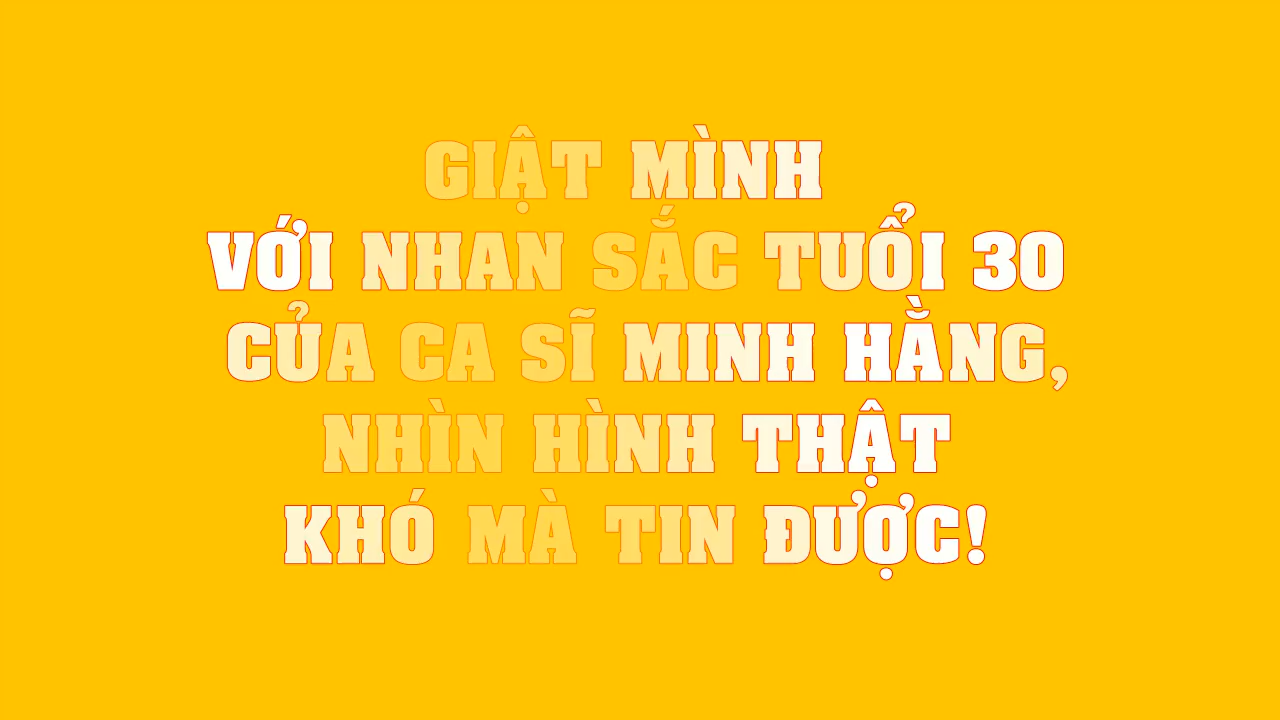 GIẬT MÌNH
VỚI NHAN SẮC TUỔI 30
CỦA CA SĨ MINH HẰNG,
NHÌN HÌNH THẬT
KHÓ MÀ TIN ĐƯỢC!